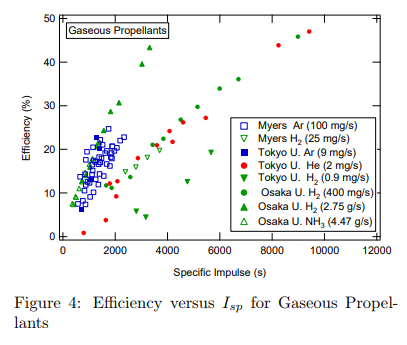 Gaseous Propellants
50
40
30
20
10
0
Efficiency (%)
0
2000
4000
6000
8000
10000
12000
Specific Impulse (s)
Myers Ar (100 mg/s)
Myers H₂ (25 mg/s)
Tokyo U. Ar (9 mg/s)
Tokyo U. He (2 mg/s)
Tokyo U. H₂ (0.9 mg/s)
Osaka U. H₂ (400 mg/s)
Osaka U. H₂ (2.75 g/s)
Osaka U. NH₃ (4.47 g/s)
Figure 4: Efficiency versus Iₛₚ for Gaseous Propel-
lants